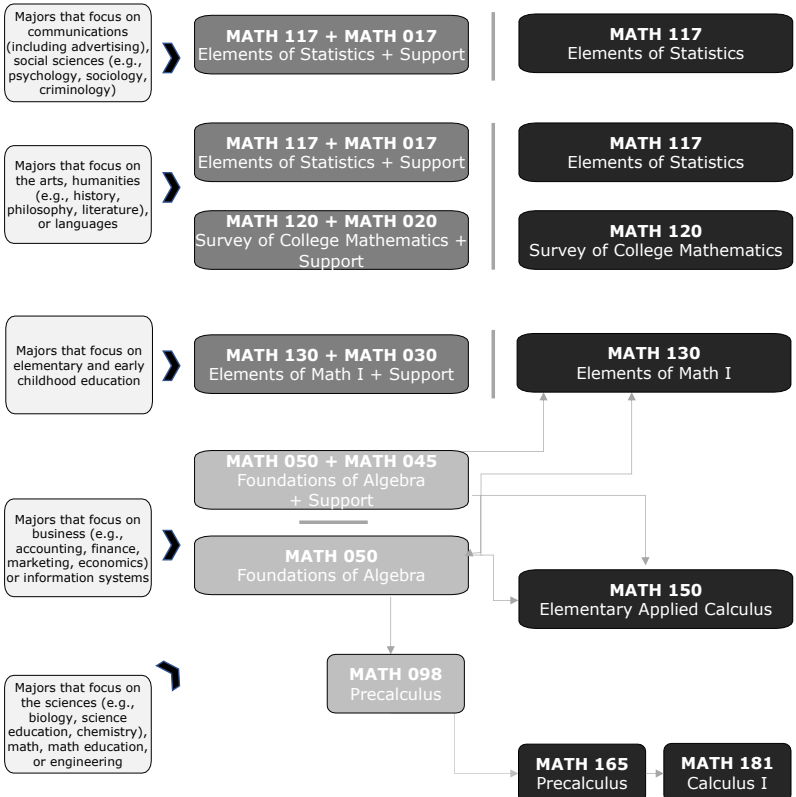 Majors that focus on
communications
(including advertising),
social sciences (e.g.,
psychology, sociology,
criminology)
MATH 117 + MATH 017
Elements of Statistics + Support
MATH 117
Elements of Statistics
Majors that focus on
the arts, humanities
(e.g., history,
philosophy, literature),
or languages
MATH 117 + MATH 017
Elements of Statistics + Support
MATH 117
Elements of Statistics
MATH 120 + MATH 020
Survey of College Mathematics +
Support
MATH 120
Survey of College Mathematics
Majors that focus on
elementary and early
childhood education
MATH 130 + MATH 030
Elements of Math I + Support
MATH 130
Elements of Math I
MATH 050 + MATH 045
Foundations of Algebra
+ Support
Majors that focus on
business (e.g.,
accounting, finance,
marketing, economics)
or information systems
MATH 050
Foundations of Algebra
MATH 150
Elementary Applied Calculus
Majors that focus on
the sciences (e.g.,
biology, science
education, chemistry),
math, math education,
or engineering
MATH 098
Precalculus
MATH 165
Precalculus
MATH 181
Calculus I